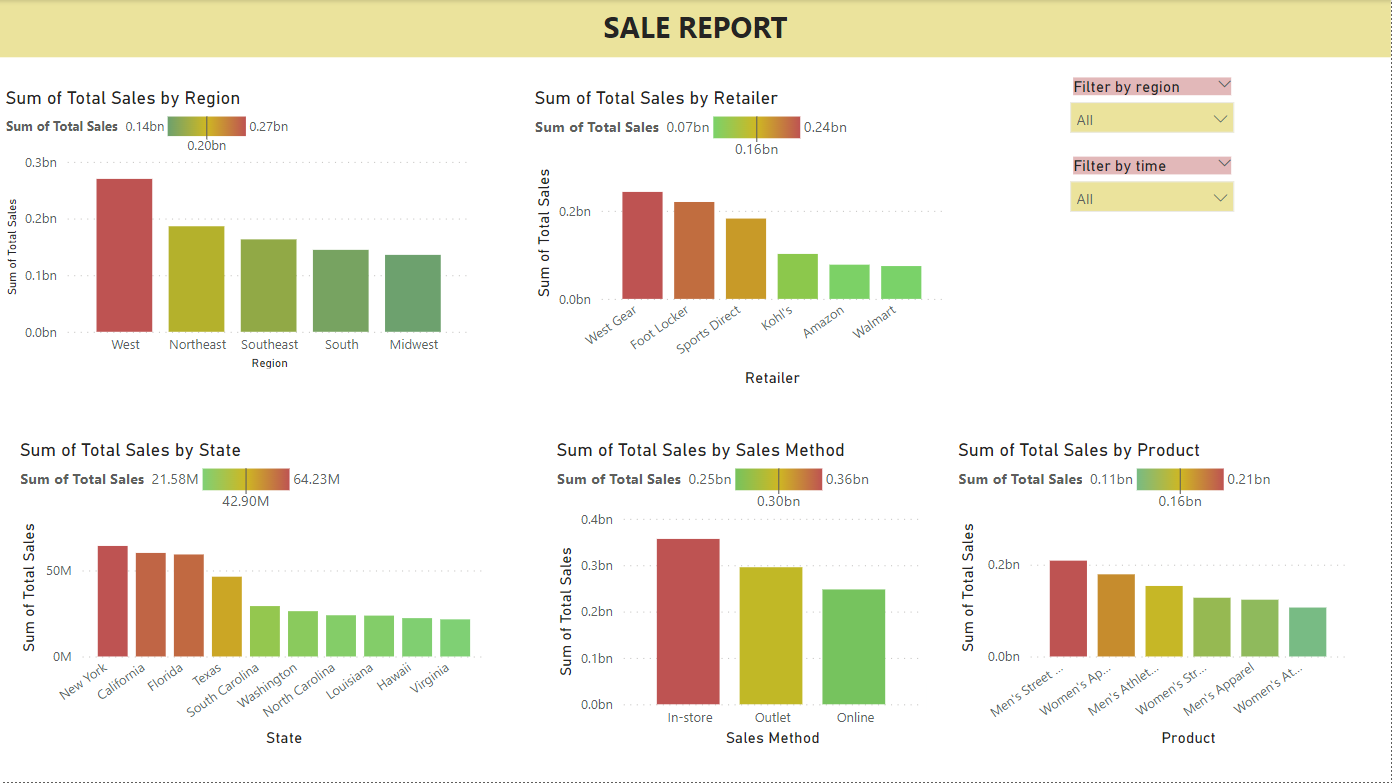 SALE REPORT
Sum of Total Sales by Region
Sum of Total Sales 0.14bn 0.27bn
0.20bn
Sum of Total Sales
0.3bn
0.2bn
0.1bn
0.0bn
West Northeast Southeast South Midwest
Region
Sum of Total Sales by Retailer
Sum of Total Sales 0.07bn 0.24bn
0.16bn
Sum of Total Sales
0.2bn
0.0bn
West Gear Foot Locker Sports Direct Kohl's Amazon Walmart
Retailer
Filter by region
All
Filter by time
All
Sum of Total Sales by State
Sum of Total Sales 21.58M 64.23M
42.90M
Sum of Total Sales
50M
0M
New York California Florida Texas South Carolina Washington North Carolina Louisiana Hawaii Virginia
State
Sum of Total Sales by Sales Method
Sum of Total Sales 0.25bn 0.36bn
0.30bn
Sum of Total Sales
0.4bn
0.3bn
0.2bn
0.1bn
0.0bn
In-store Outlet Online
Sales Method
Sum of Total Sales by Product
Sum of Total Sales 0.11bn 0.21bn
0.16bn
Sum of Total Sales
0.2bn
0.0bn
Men's Street ... Women's Ap... Men's Athlet... Women's Str... Men's Apparel Women's At...
Product